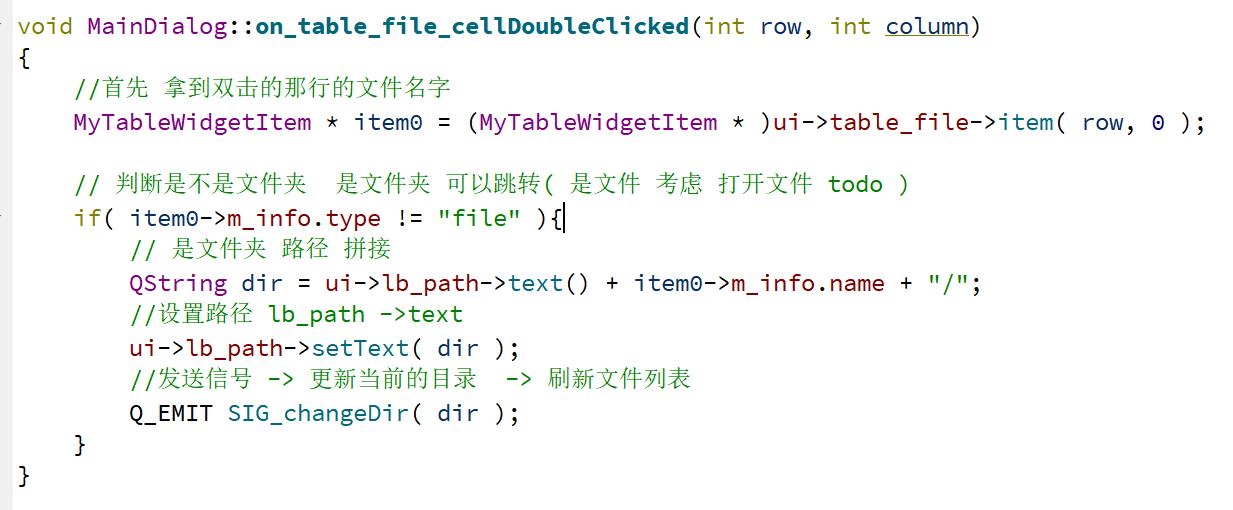 void MainDialog::on_table_file_cellDoubleClicked(int row, int column)
{
    //首先 拿到双击的那行的文件名字
    MyTableWidgetItem * item0 = (MyTableWidgetItem * )ui->table_file->item( row, 0 );
    // 判断是不是文件夹  是文件夹 可以跳转( 是文件 考虑 打开文件 todo )
    if( item0->m_info.type != "file" ){
        // 是文件夹 路径 拼接
        QString dir = ui->lb_path->text() + item0->m_info.name + "/";
        //设置路径 lb_path ->text
        ui->lb_path->setText( dir );
        //发送信号 -> 更新当前的目录  -> 刷新文件列表
        Q_EMIT SIG_changeDir( dir );
    }
}